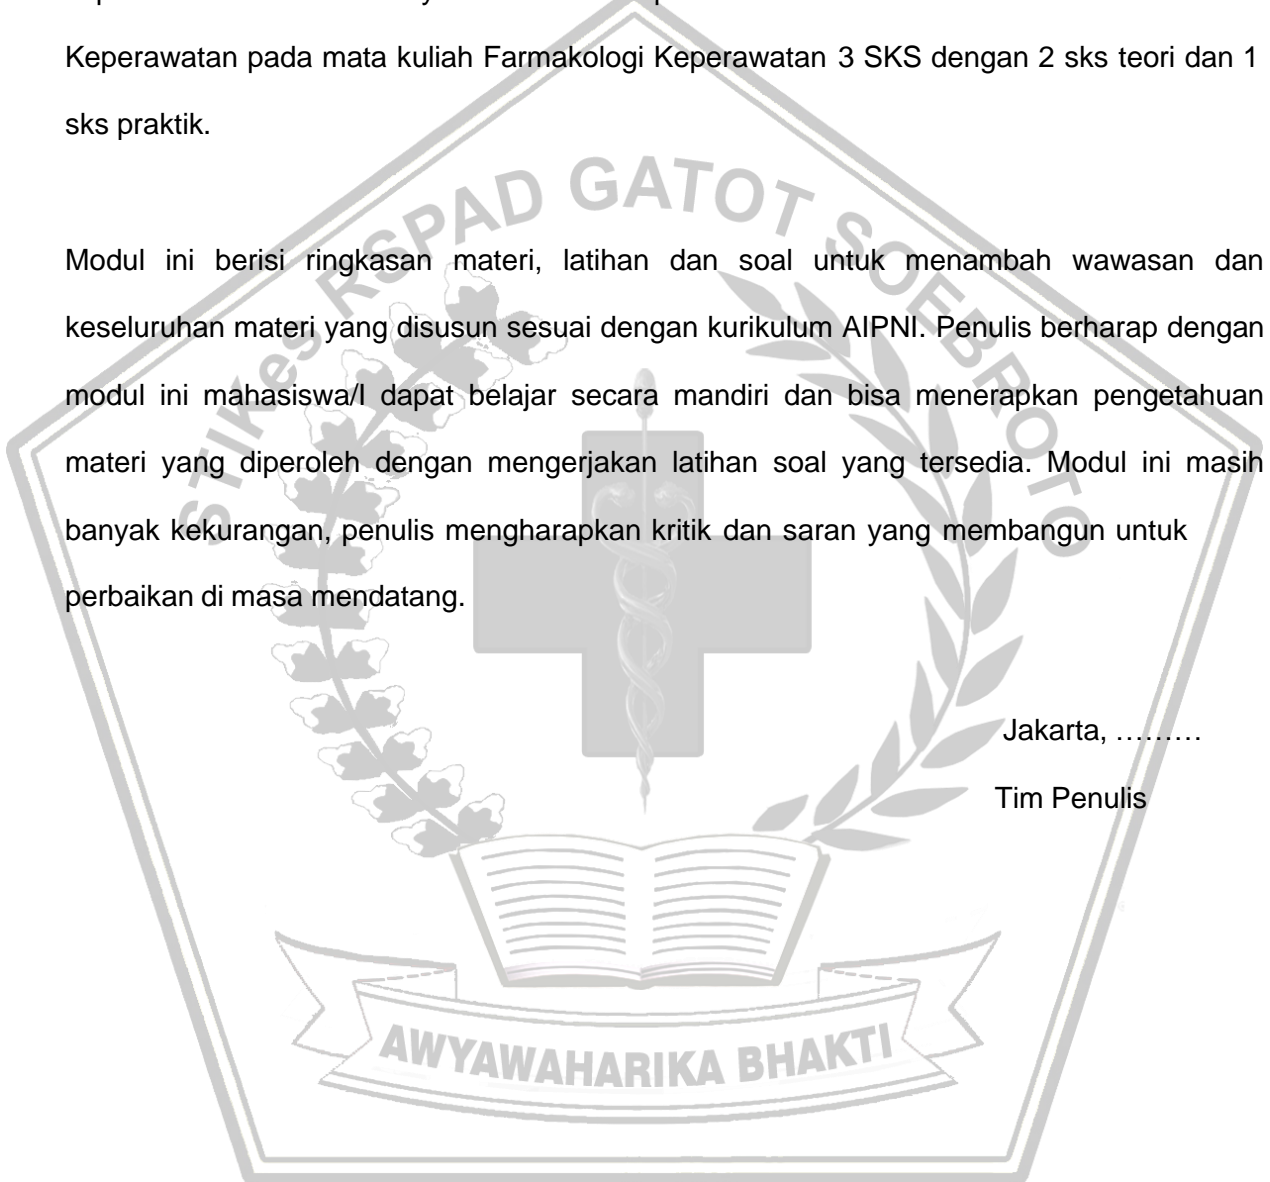 Keperawatan pada mata kuliah Farmakologi Keperawatan 3 SKS dengan 2 sks teori dan 1
sks praktik.
STIKes RSPAD GATOT SOEBROTO
Modul ini berisi ringkasan materi, latihan dan soal untuk menambah wawasan dan
keseluruhan materi yang disusun sesuai dengan kurikulum AIPNI. Penulis berharap dengan
modul ini mahasiswa/I dapat belajar secara mandiri dan bisa menerapkan pengetahuan
materi yang diperoleh dengan mengerjakan latihan soal yang tersedia. Modul ini masih
banyak kekurangan, penulis mengharapkan kritik dan saran yang membangun untuk
perbaikan di masa mendatang.
Jakarta, ………
Tim Penulis
AWYAWAHARIKA BHAKTI